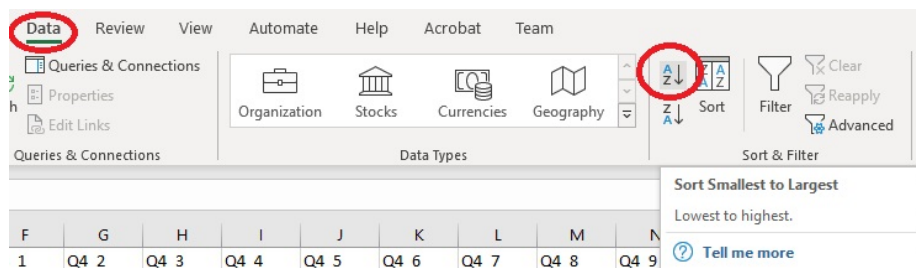 Data Review View Automate Help Acrobat Team
Queries & Connections
Properties
Edit Links
h
Queries & Connections
Organization Stocks Currencies Geography
Data Types
A
Z
Z
A
Z A
A Z
Sort
Filter
Clear
Reapply
Advanced
Sort & Filter
Sort Smallest to Largest
Lowest to highest.
Tell me more
F G H I J K L M N
1 Q4 2 Q4 3 Q4 4 Q4 5 Q4 6 Q4 7 Q4 8 Q4 9